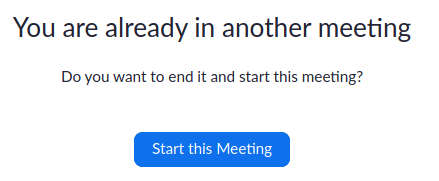 You are already in another meeting
Do you want to end it and start this meeting?
Start this Meeting